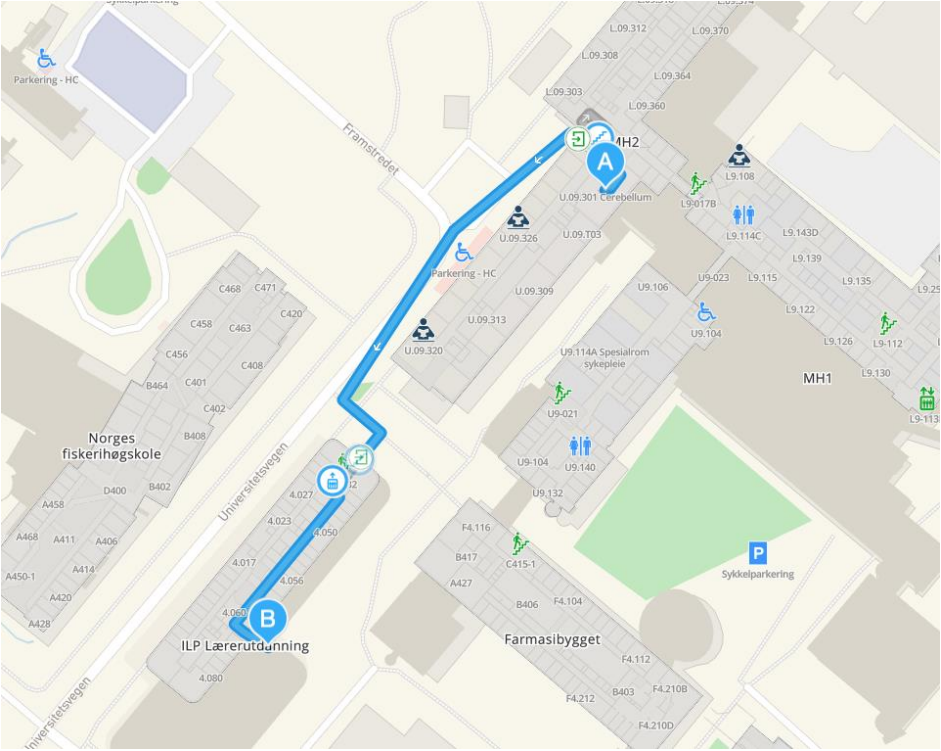 Sykkelparkering
L.09.374
L.09.312
L.09.370
L.09.308
L.09.364
Parkering - HC
L.09.303
L.09.360
Framstredet
MH2
A
L9.108
U.09.301 Cerebellum
L9-017B
U.09.326
U.09.T03
L9.114C
L9.143D
L9.139
Parkering - HC
U9-023
L9.115
L9.135
C468
C471
U.09.309
U9.106
L9.122
C420
U.09.313
C458
C463
U9.104
L9.126
L9-112
U.09.320
U9.114A Spesialrom
sykepleie
C456
C408
B464
C401
L9.130
MH1
C402
U9-021
L9-113
Norges
fiskerihøgskole
B408
U9-104
U9.140
B402
D400
Universitetsvegen
4.027
U9.132
A458
4.023
4.050
F4.116
A468
A411
A406
B417
C415-1
P
Sykkelparkering
4.017
A450-1
A414
4.056
A427
A420
B406
F4.104
4.060
B
A428
ILP Lærerutdanning
Farmasibygget
F4.112
4.080
B403
F4.210B
F4.212
F4.210D
Universitetsvegen